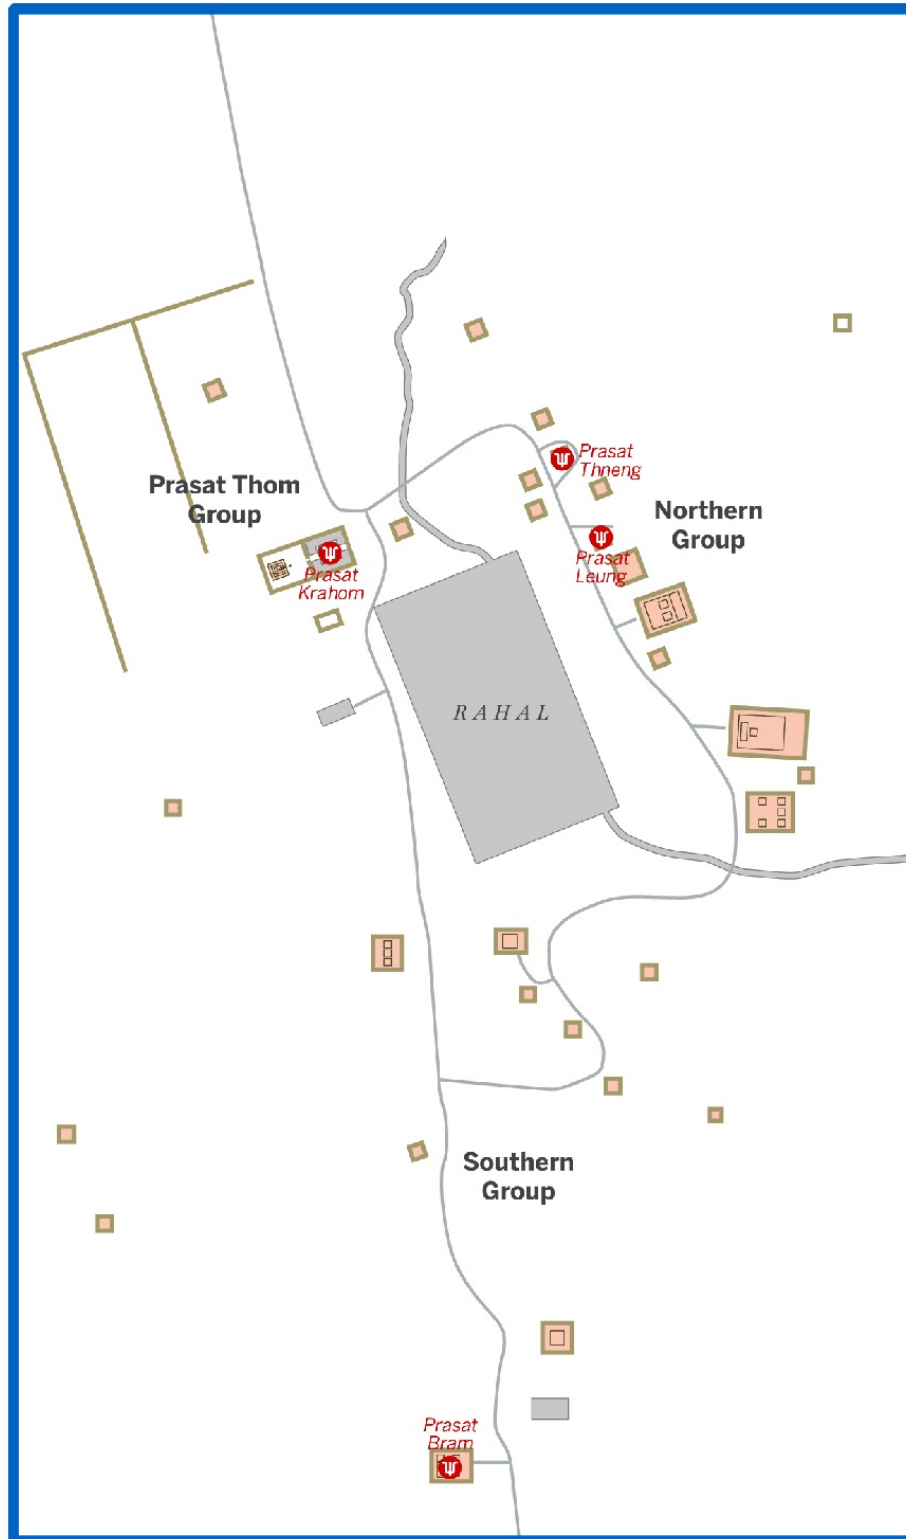 Prasat
Thneng
Prasat Thom
Group
Northern
Group
Prasat
Krahom
Prasat
Leung
RAHAL
Southern
Group
Prasat
Bram